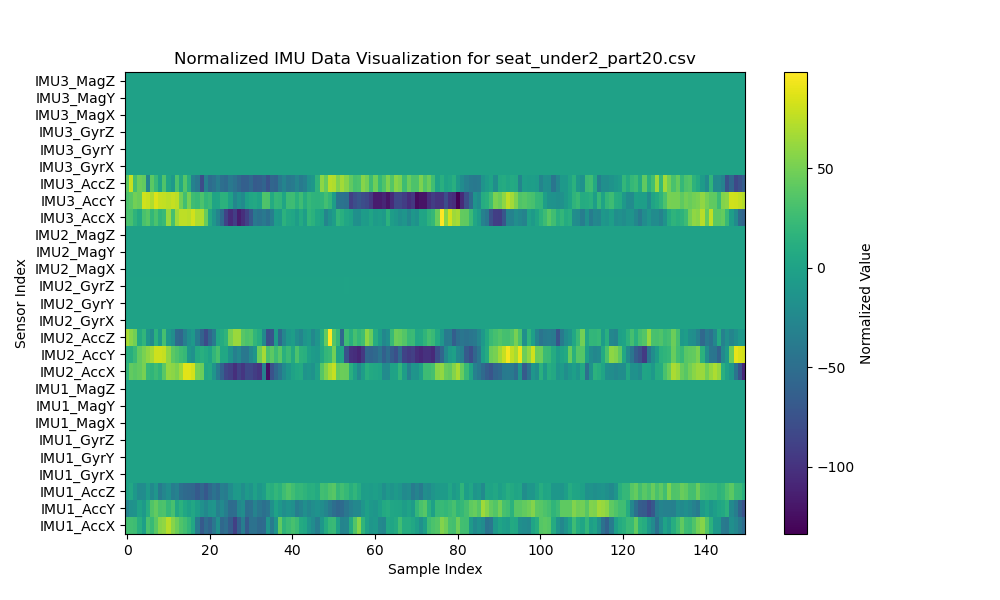 Normalized IMU Data Visualization for seat_under2_part20.csv
IMU3_MagZ
IMU3_MagY
IMU3_MagX
IMU3_GyrZ
IMU3_GyrY
IMU3_GyrX
IMU3_AccZ
IMU3_AccY
IMU3_AccX
IMU2_MagZ
IMU2_MagY
IMU2_MagX
IMU2_GyrZ
IMU2_GyrY
IMU2_GyrX
IMU2_AccZ
IMU2_AccY
IMU2_AccX
IMU1_MagZ
IMU1_MagY
IMU1_MagX
IMU1_GyrZ
IMU1_GyrY
IMU1_GyrX
IMU1_AccZ
IMU1_AccY
IMU1_AccX
Sensor Index
0 20 40 60 80 100 120 140
Sample Index
50
0
−50
−100
Normalized Value